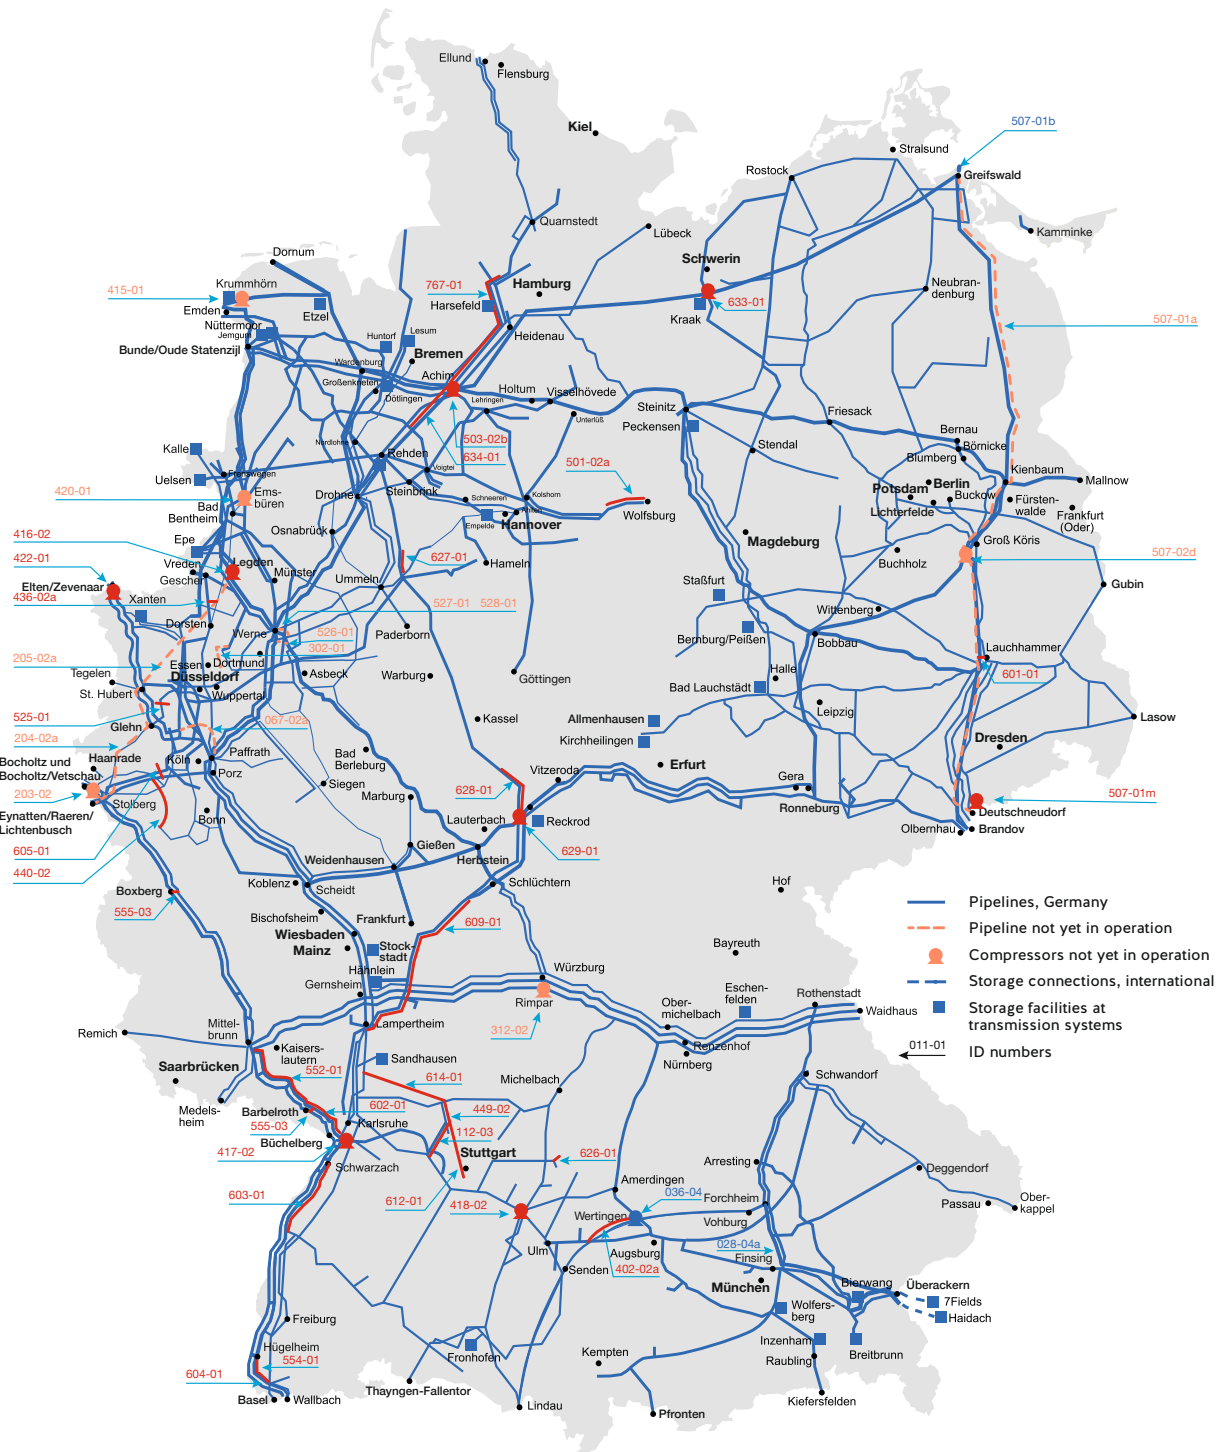 Ellund
Flensburg
Kiel
507-01b
Stralsund
Rostock
Greifswald
Quarnstedt
Lübeck
Kamminke
Dornum
Schwerin
Krummhörn
415-01
767-01
Hamburg
Neubran-
denburg
Harsefeld
633-01
Emden
Etzel
Kraak
507-01a
Nüttermoor
Jemgum
Huntorf
Lesum
Heidenau
Bunde/Oude Statenzijl
Bremen
Wardenburg
Achim
Großenkneten
Dötlingen
Holtum
Visselhövede
Lehringen
Unterlüß
Steinitz
Friesack
Peckensen
Bernau
Nordlohne
503-02b
Börnicke
Kalle
Rehden
634-01
Stendal
Blumberg
Voigtei
501-02a
Kienbaum
Frenswegen
Uelsen
Mallnow
420-01
Ems-
büren
Drohne
Steinbrink
Schneeren
Kolshorn
Potsdam
Berlin
Buckow
Fürsten-
walde
Bad
Bentheim
Ahlten
Wolfsburg
Lichterfelde
Frankfurt
(Oder)
Empelde
Hannover
416-02
Osnabrück
Epe
Magdeburg
Groß Köris
422-01
Vreden
Legden
627-01
Hameln
Buchholz
507-02d
Gescher
Münster
Ummeln
Elten/Zevenaar
Staßfurt
Gubin
436-02a
Xanten
527-01
528-01
Wittenberg
Dorsten
Werne
526-01
Paderborn
Bernburg/Peißen
Bobbau
302-01
Lauchhammer
205-02a
Essen
Dortmund
Tegelen
Düsseldorf
Asbeck
Warburg
Göttingen
Halle
601-01
St. Hubert
Wuppertal
Bad Lauchstädt
525-01
Leipzig
Glehn
067-02a
Kassel
Allmenhausen
Lasow
204-02a
Kirchheilingen
Dresden
Haanrade
Köln
Paffrath
Bad
Berleburg
Bocholtz und
Bocholtz/Vetschau
Porz
Vitzeroda
Erfurt
Gera
203-02
Siegen
628-01
Stolberg
Marburg
Ronneburg
507-01m
Bonn
Deutschneudorf
Eynatten/Raeren/
Lichtenbusch
Lauterbach
Reckrod
Olbernhau
Brandov
605-01
Gießen
629-01
Weidenhausen
Herbstein
440-02
Koblenz
Scheidt
Schlüchtern
Hof
Boxberg
Pipelines, Germany
555-03
Bischofsheim
Frankfurt
609-01
Pipeline not yet in operation
Wiesbaden
Mainz
Stock-
stadt
Bayreuth
Compressors not yet in operation
Hähnlein
Würzburg
Storage connections, international
Gernsheim
Rimpar
Eschen-
felden
Rothenstadt
Storage facilities at
transmission systems
Ober-
michelbach
Waidhaus
Mittel-
brunn
Lampertheim
312-02
Remich
011-01
ID numbers
Kaisers-
lautern
Renzenhof
Saarbrücken
Sandhausen
Nürnberg
552-01
614-01
Michelbach
Schwandorf
Medels-
heim
Barbelroth
602-01
449-02
555-03
Karlsruhe
112-03
Büchelberg
417-02
Stuttgart
626-01
Schwarzach
Arresting
Deggendorf
Amerdingen
603-01
612-01
418-02
036-04
Forchheim
Passau
Ober-
kappel
Wertingen
Vohburg
028-04a
Ulm
Augsburg
Finsing
Senden
402-02a
München
Bierwang
Überackern
7Fields
Wolfers-
berg
Haidach
Freiburg
Inzenham
Breitbrunn
Hügelheim
Fronhofen
Kempten
Raubling
554-01
604-01
Thayngen-Fallentor
Kiefersfelden
Basel
Wallbach
Lindau
Pfronten